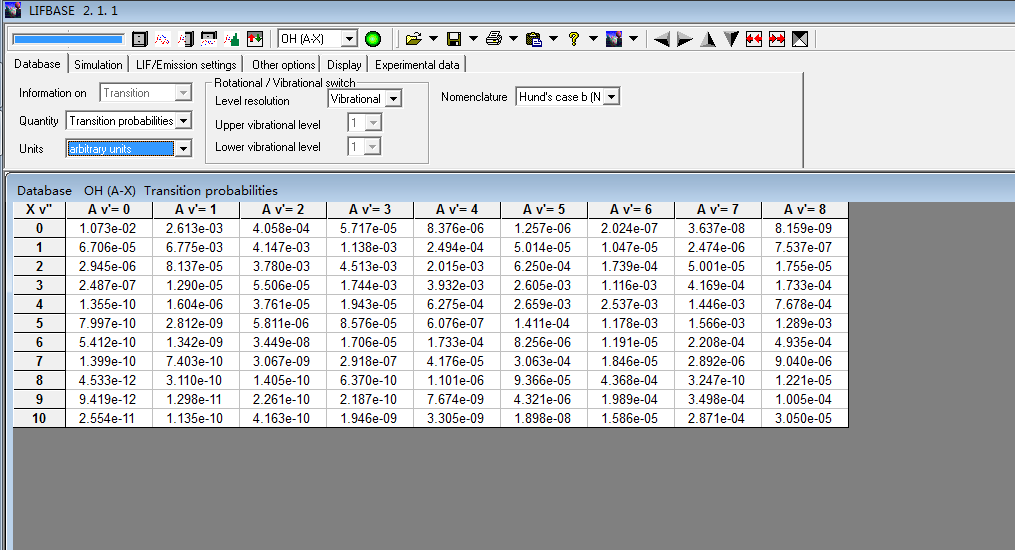 LIFBASE 2. 1. 1
OH (A-X)
Database Simulation LIF/Emission settings Other options Display Experimental data
Information on Transition
Quantity Transition probabilities
Units arbitrary units
Rotational / Vibrational switch
Level resolution Vibrational
Upper vibrational level 1
Lower vibrational level 1
Nomenclature Hund's case b (N
Database OH (A-X) Transition probabilities
X v" A v'= 0 A v'= 1 A v'= 2 A v'= 3 A v'= 4 A v'= 5 A v'= 6 A v'= 7 A v'= 8
0 1.073e-02 2.613e-03 4.058e-04 5.717e-05 8.376e-06 1.257e-06 2.024e-07 3.637e-08 8.159e-09
1 6.706e-05 6.775e-03 4.147e-03 1.138e-03 2.494e-04 5.014e-05 1.047e-05 2.474e-06 7.537e-07
2 2.945e-06 8.137e-05 3.780e-03 4.513e-03 2.015e-03 6.250e-04 1.739e-04 5.001e-05 1.755e-05
3 2.487e-07 1.290e-05 5.506e-05 1.744e-03 3.932e-03 2.605e-03 1.116e-03 4.169e-04 1.733e-04
4 1.355e-10 1.604e-06 3.761e-05 1.943e-05 6.275e-04 2.659e-03 2.537e-03 1.446e-03 7.678e-04
5 7.997e-10 2.812e-09 5.811e-06 8.576e-05 6.076e-07 1.411e-04 1.178e-03 1.566e-03 1.289e-03
6 5.412e-10 1.342e-09 3.449e-08 1.706e-05 1.733e-04 8.256e-06 1.191e-05 2.208e-04 4.935e-04
7 1.399e-10 7.403e-10 3.067e-09 2.918e-07 4.176e-05 3.063e-04 1.846e-05 2.892e-06 9.040e-06
8 4.533e-12 3.110e-10 1.405e-10 6.370e-10 1.101e-06 9.366e-05 4.368e-04 3.247e-10 1.221e-05
9 9.419e-12 1.298e-11 2.261e-10 2.187e-10 7.674e-09 4.321e-06 1.989e-04 3.498e-04 1.005e-04
10 2.554e-11 1.135e-10 4.163e-10 1.946e-09 3.305e-09 1.898e-08 1.586e-05 2.871e-04 3.050e-05